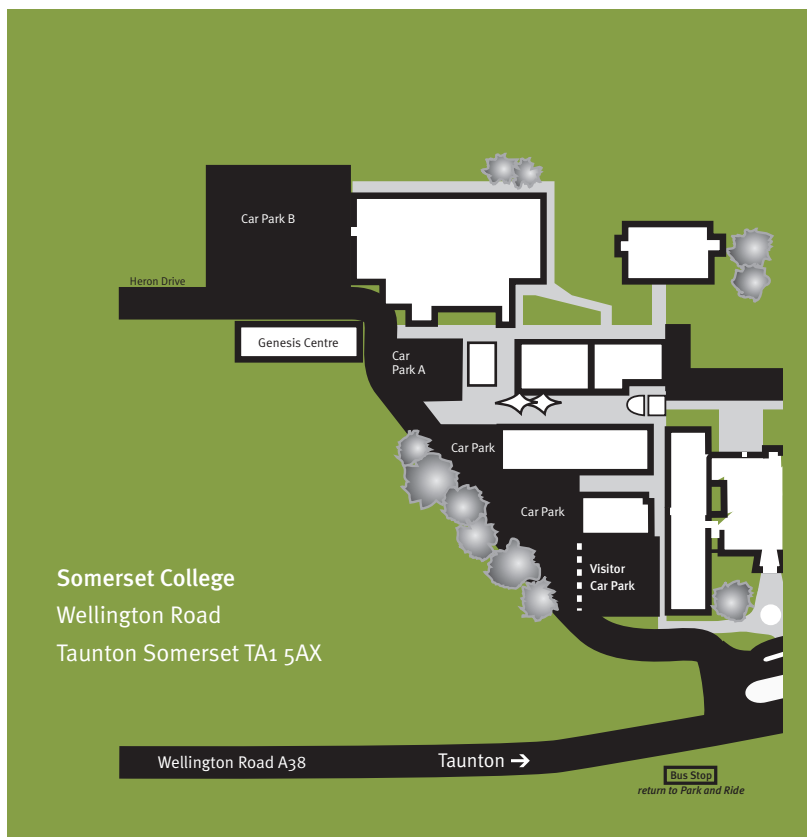 Car Park B
Heron Drive
Genesis Centre
Car
Park A
Car Park
Car Park
Visitor
Car Park
Somerset College
Wellington Road
Taunton Somerset TA1 5AX
Wellington Road A38
Taunton →
Bus Stop
return to Park and Ride